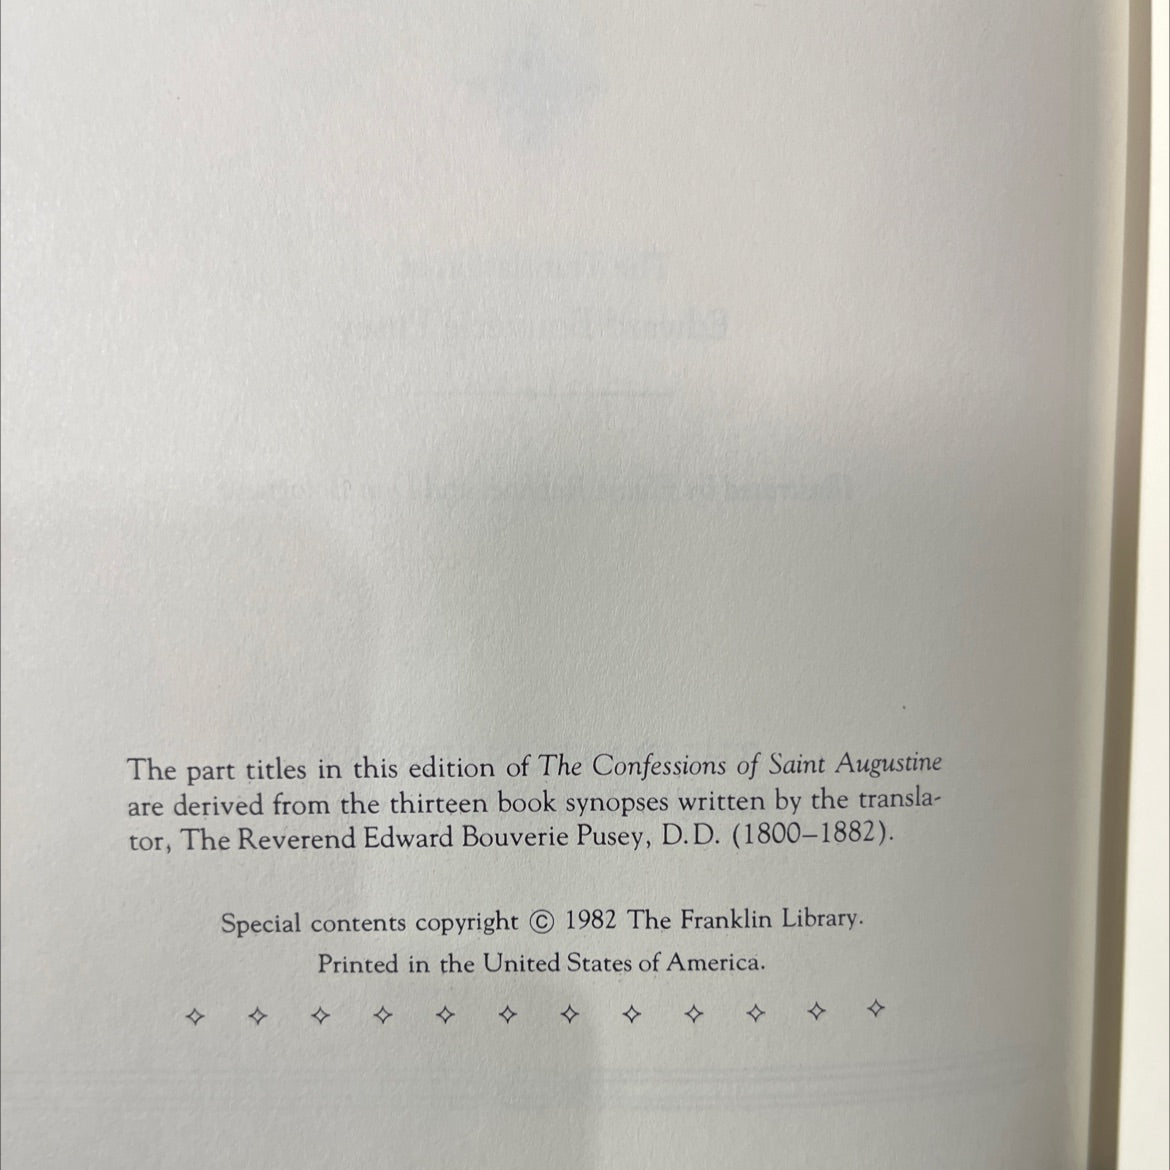 The part titles in this edition of The Confessions of Saint Augustine
are derived from the thirteen book synopses written by the transla-
tor, The Reverend Edward Bouverie Pusey, D.D. (1800–1882).
Special contents copyright © 1982 The Franklin Library.
Printed in the United States of America.